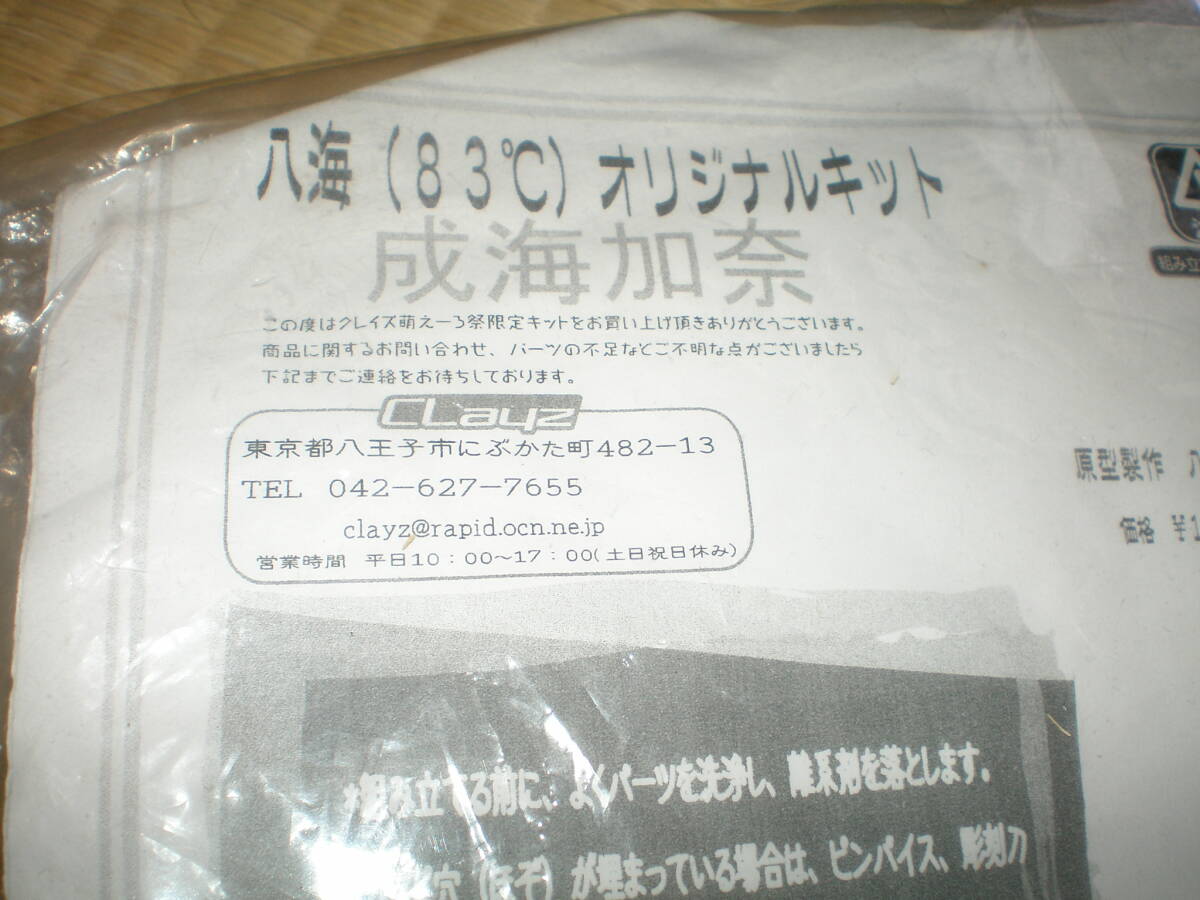 八海（８３℃）オリジナルキット
成海加奈
この度はクレイズ萌えーろ祭限定キットをお買い上げ頂きありがとうございます。
商品に関するお問い合わせ、パーツの不足などご不明な点がございましたら
下記までご連絡をお待ちしております。
CLayz
東京都八王子市にぶかた町482－13
TEL 042－627－7655
clayz@rapid.ocn.ne.jp
営業時間 平日10：00～17：00(土日祝日休み)
組み立
原型製作
価格
*組み立てる前に、よくパーツを洗浄し、離系剤を落とします。
穴（ほぞ）が埋まっている場合は、ピンバイス、彫刻刀